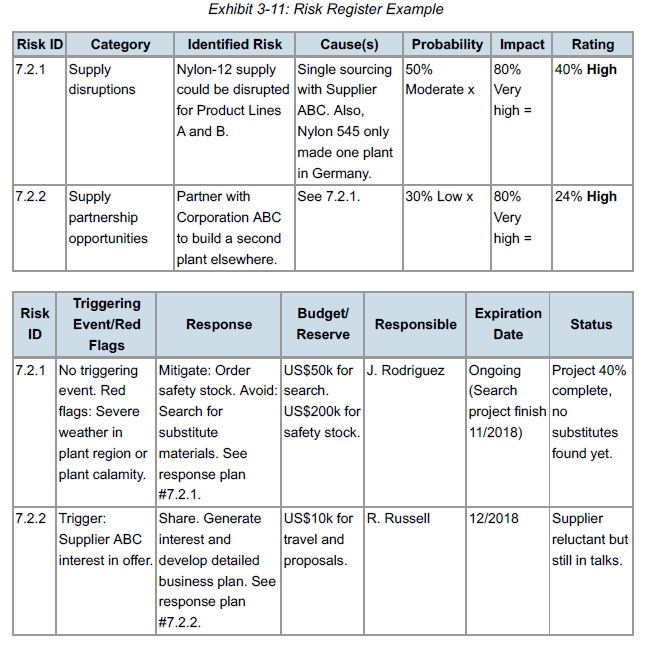 Exhibit 3-11: Risk Register Example
Risk ID Category Identified Risk Cause(s) Probability Impact Rating
7.2.1 Supply Nylon-12 supply Single sourcing 50% 80% 40% High
disruptions could be disrupted with Supplier Moderate x Very
for Product Lines ABC. Also, high =
A and B. Nylon 545 only
made one plant
in Germany.
7.2.2 Supply Partner with See 7.2.1. 30% Low x 80% 24% High
partnership Corporation ABC Very
opportunities to build a second high =
plant elsewhere.
Risk ID Triggering Event/Red Flags Response Budget/ Reserve Responsible Expiration Date Status
7.2.1 No triggering Mitigate: Order US$50k for J. Rodriguez Ongoing Project 40%
event. Red safety stock. Avoid: search. (Search complete,
flags: Severe Search for US$200k for project finish no
weather in substitute safety stock. 11/2018) substitutes
plant region or materials. See found yet.
plant calamity. response plan
#7.2.1.
7.2.2 Trigger: Share. Generate US$10k for R. Russell 12/2018 Supplier
Supplier ABC interest and travel and reluctant but
interest in offer. develop detailed proposals. still in talks.
business plan. See
response plan
#7.2.2.